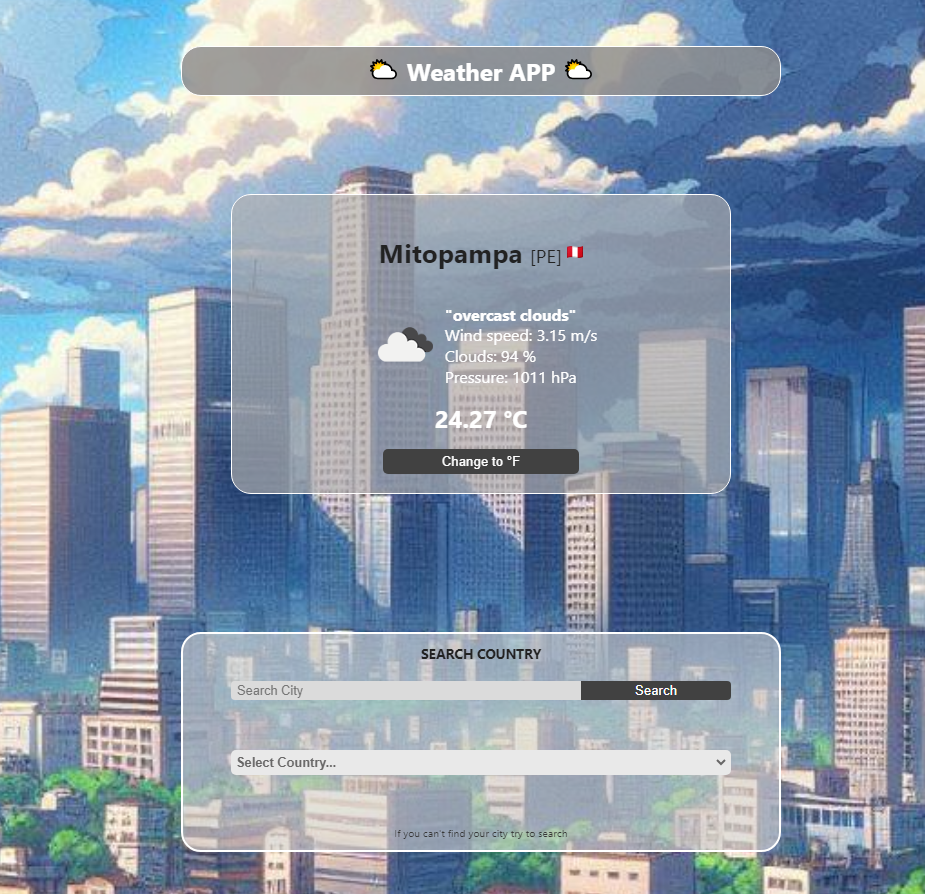 Weather APP
Mitopampa [PE]
"overcast clouds"
Wind speed: 3.15 m/s
Clouds: 94 %
Pressure: 1011 hPa
24.27 °C
Change to °F
SEARCH COUNTRY
Search City Search
Select Country...
If you can't find your city try to search